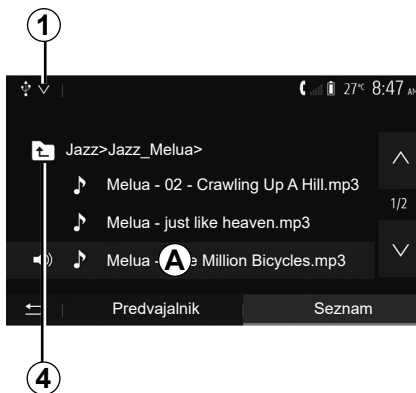 1
27°C 8:47 AM
Jazz>Jazz_Melua>
Melua - 02 - Crawling Up A Hill.mp3
Melua - just like heaven.mp3
1/2
Melua - A e Million Bicycles.mp3
Predvajalnik Seznam
4